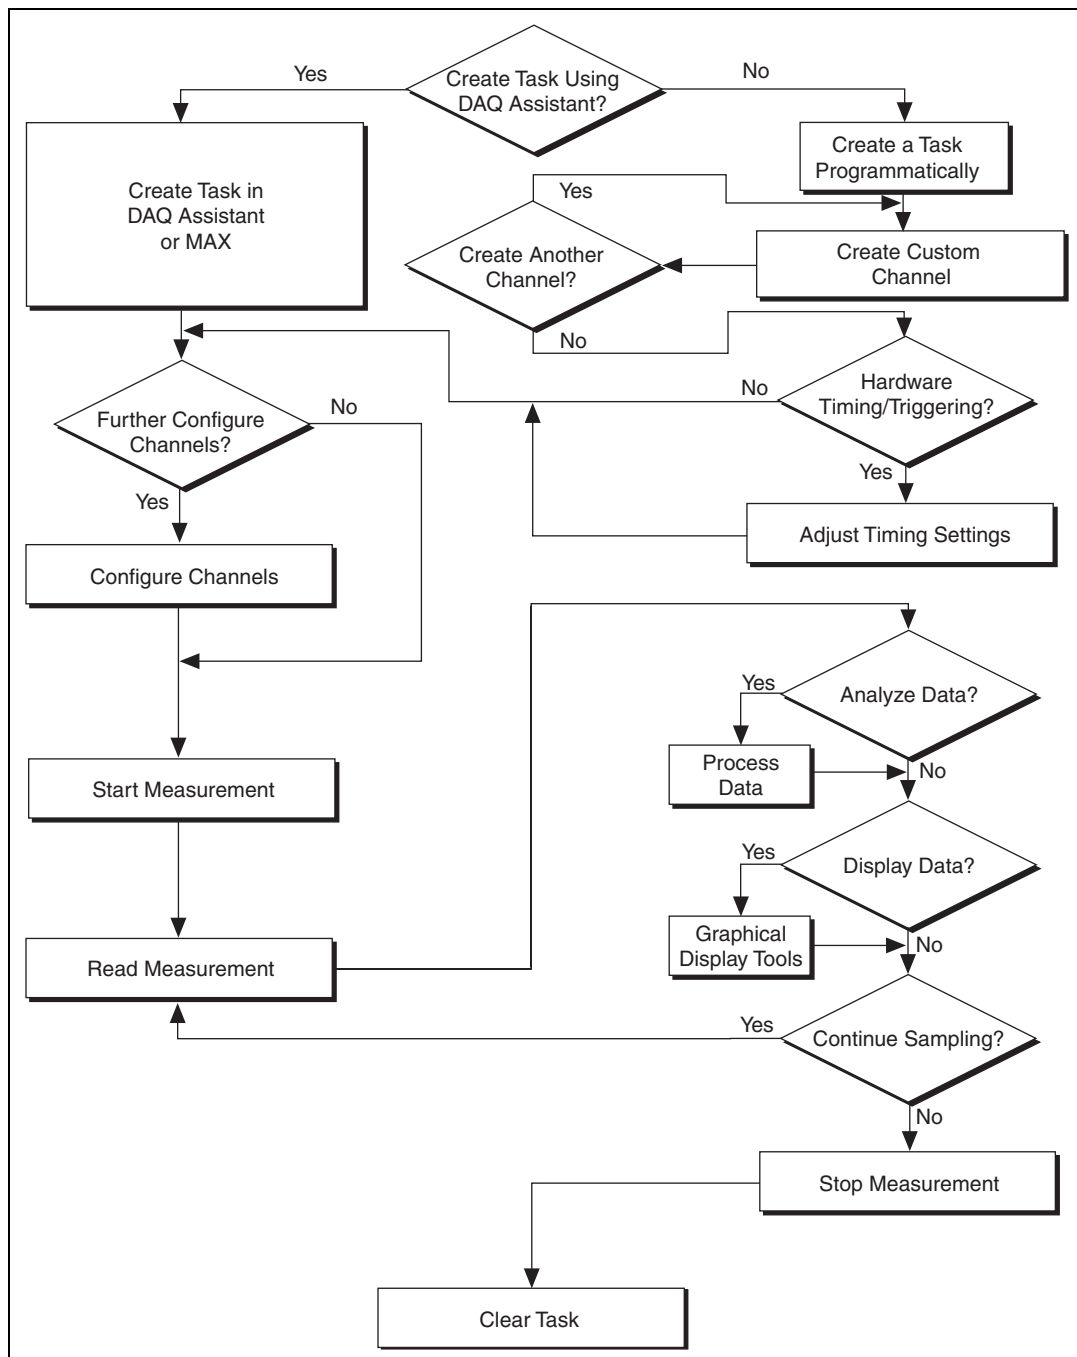 Create Task Using
DAQ Assistant?
Yes
No
Create Task in
DAQ Assistant
or MAX
Create a Task
Programmatically
Yes
Create Another
Channel?
Create Custom
Channel
No
Hardware
Timing/Triggering?
No
Yes
Further Configure
Channels?
No
Yes
Adjust Timing Settings
Configure Channels
Analyze Data?
Yes
No
Process
Data
Start Measurement
Display Data?
Yes
No
Graphical
Display Tools
Read Measurement
Continue Sampling?
Yes
No
Stop Measurement
Clear Task